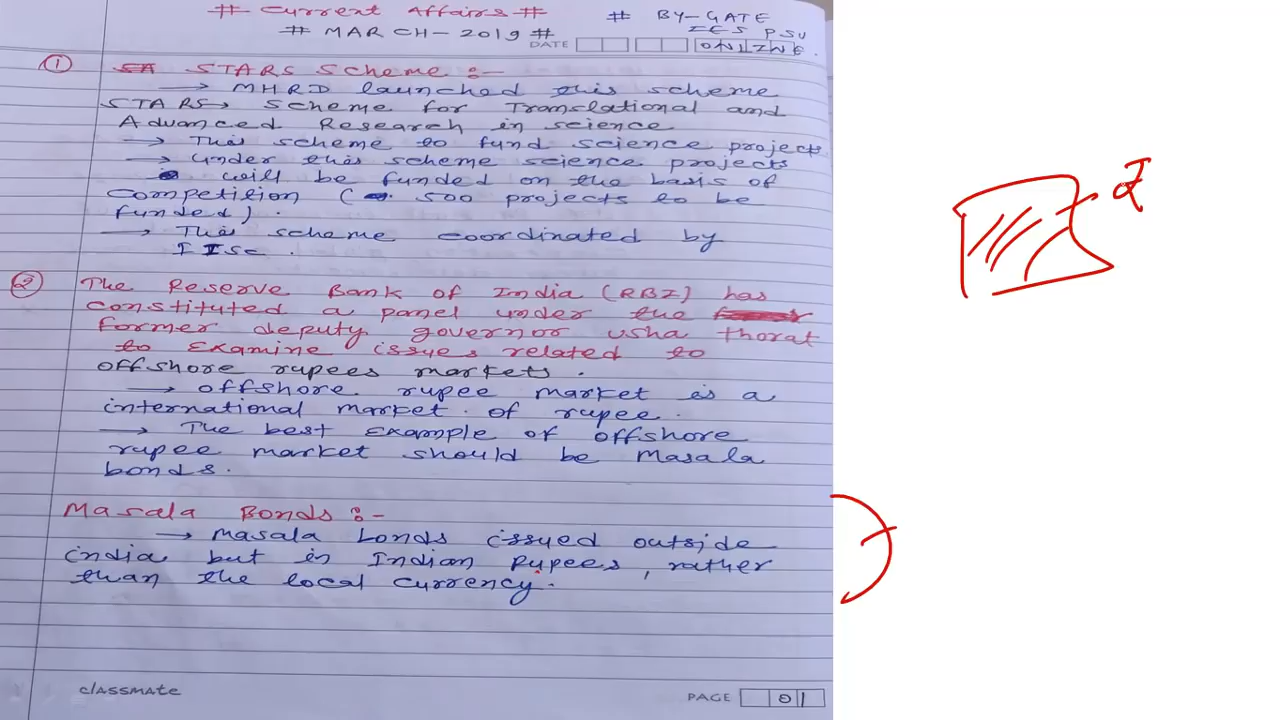 # Current Affairs #
# MARCH-2019 #
# BY-GATE
IES PSU
DATE
ONLINE
① STARS Scheme :-
→ MHRD launched this scheme
STARS → Scheme for Translational and
Advanced Research in science
→ This scheme to fund science projects
→ under this scheme science projects
will be funded on the basis of
Competition ( 500 projects to be
funded) .
→ This scheme coordinated by
IISc .
② The Reserve Bank of India (RBI) has
constituted a panel under the
former deputy governor usha thorat
to Examine issues related to
offshore rupees markets .
→ offshore rupee market is a
international market of rupee .
→ The best Example of offshore
rupee market should be Masala
bonds .
Masala Bonds :-
→ Masala bonds issued outside
india but in Indian Rupees , rather
than the local currency .
classmate
PAGE 01
₹